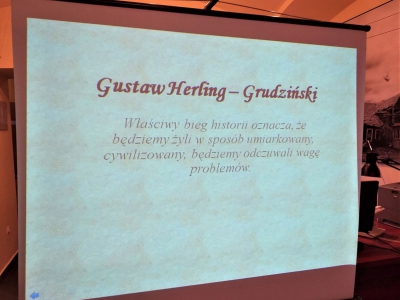 Gustaw Herling – Grudziński
Właściwy bieg historii oznacza, że
będziemy żyli w sposób umiarkowany,
cywilizowany, będziemy odczuwali wagę
problemów